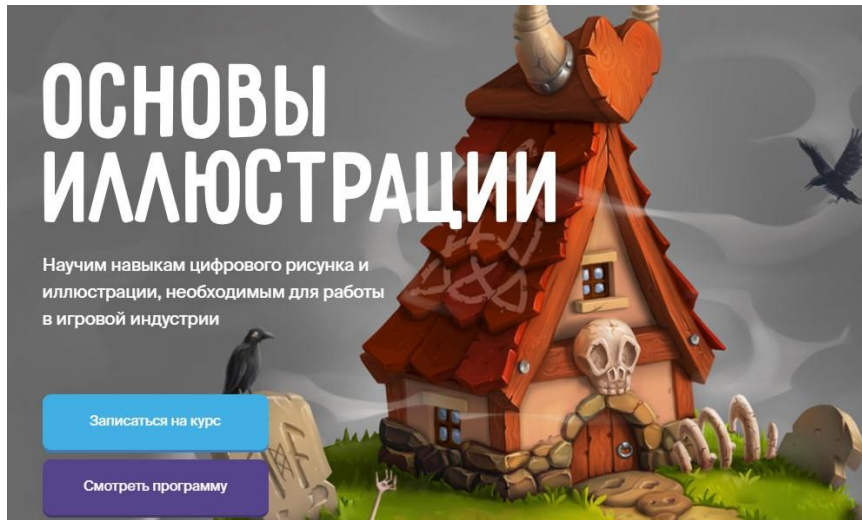 ОСНОВЫ
ИЛЛЮСТРАЦИИ
Научим навыкам цифрового рисунка и
иллюстрации, необходимым для работы
в игровой индустрии
Записаться на курс
Смотреть программу